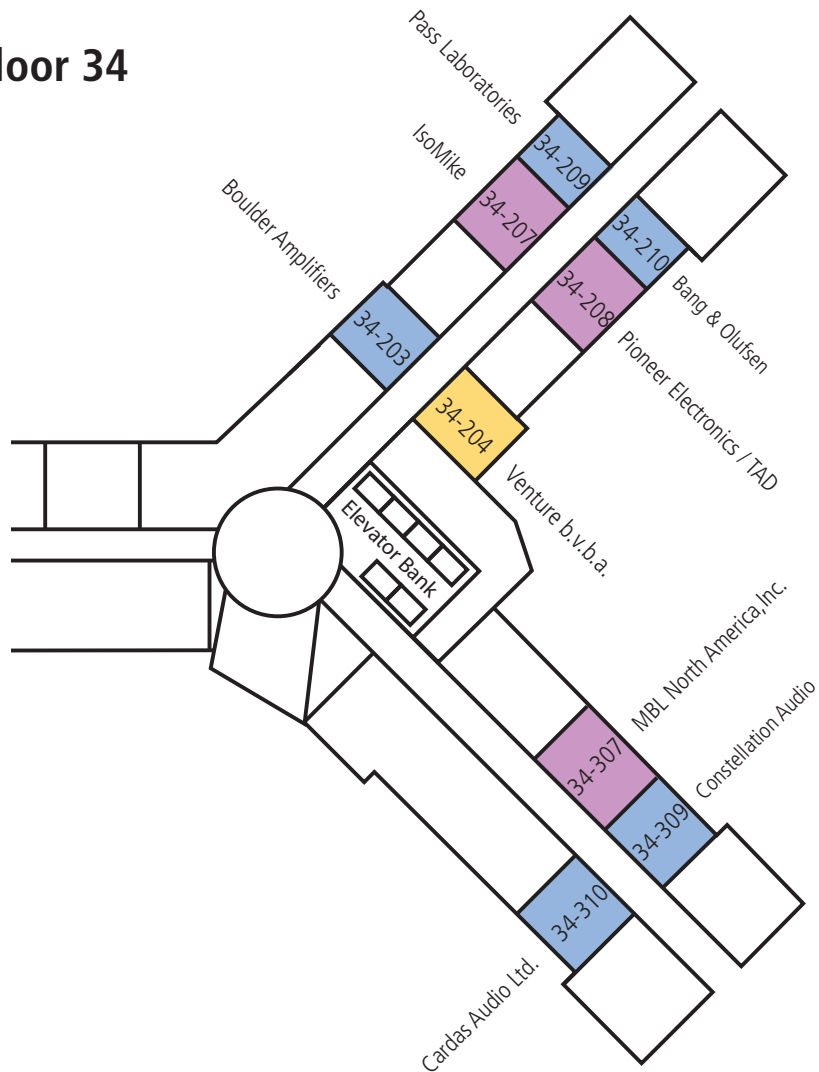 loor 34
Pass Laboratories
34-209
IsoMike
34-207
Boulder Amplifiers
34-203
34-210
Bang & Olufsen
34-208
Pioneer Electronics / TAD
34-204
Venture b.v.b.a.
Elevator Bank
MBL North America,Inc.
34-307
Constellation Audio
34-309
34-310
Cardas Audio Ltd.